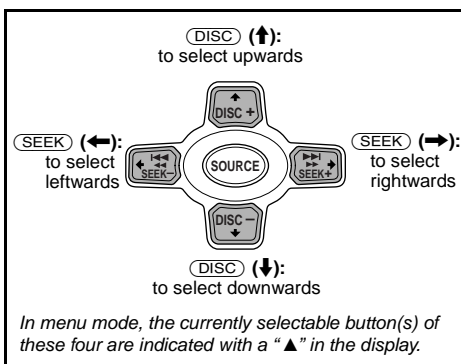 DISC (↑):
to select upwards
DISC +
SEEK (←):
to select
leftwards
SEEK–
SOURCE
SEEK+
SEEK (→):
to select
rightwards
DISC –
DISC (↓):
to select downwards
In menu mode, the currently selectable button(s) of
these four are indicated with a “▲” in the display.